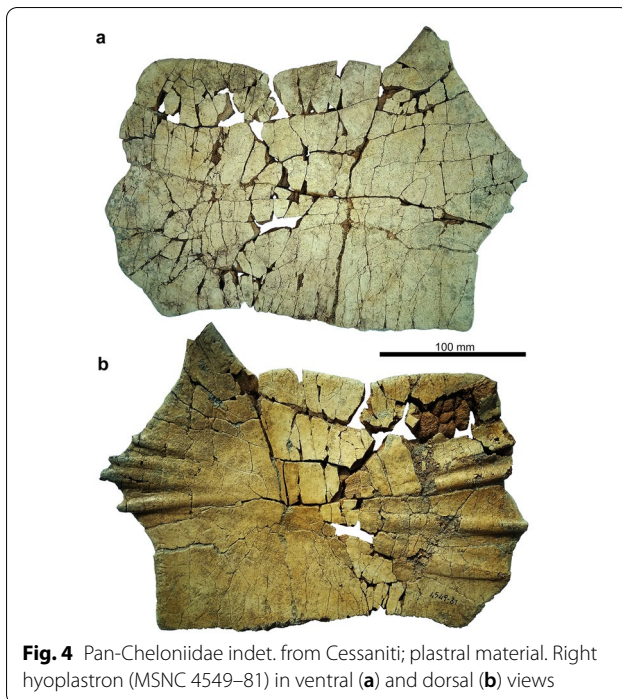 a
100 mm
b
4549-81
Fig. 4 Pan-Cheloniidae indet. from Cessaniti; plastral material. Right
hyoplastron (MSNC 4549–81) in ventral (a) and dorsal (b) views